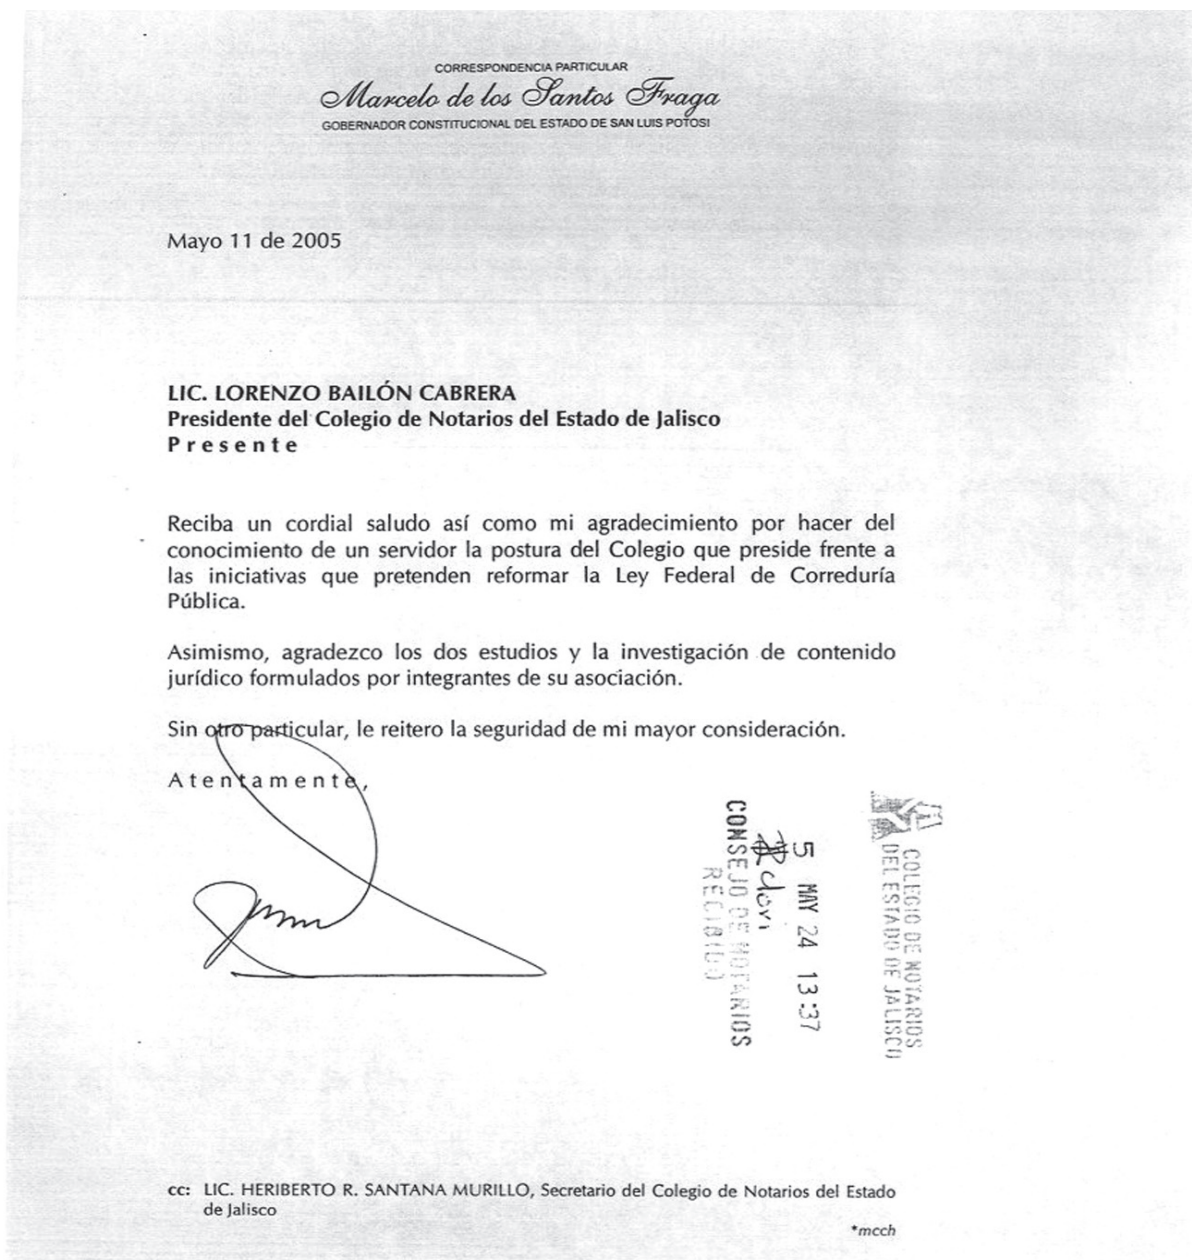 CORRESPONDENCIA PARTICULAR
Marcelo de los Santos Fraga
GOBERNADOR CONSTITUCIONAL DEL ESTADO DE SAN LUIS POTOSI
Mayo 11 de 2005
LIC. LORENZO BAILÓN CABRERA
Presidente del Colegio de Notarios del Estado de Jalisco
P r e s e n t e
Reciba un cordial saludo así como mi agradecimiento por hacer del
conocimiento de un servidor la postura del Colegio que preside frente a
las iniciativas que pretenden reformar la Ley Federal de Correduría
Pública.
Asimismo, agradezco los dos estudios y la investigación de contenido
jurídico formulados por integrantes de su asociación.
Sin otro particular, le reitero la seguridad de mi mayor consideración.
A t e n t a m e n t e ,
COLEGIO DE NOTARIOS
DEL ESTADO DE JALISCO
5 MAY 24 13:37
CONSEJO DE NOTARIOS
RECIBIDO
cc: LIC. HERIBERTO R. SANTANA MURILLO, Secretario del Colegio de Notarios del Estado
de Jalisco
*mcch